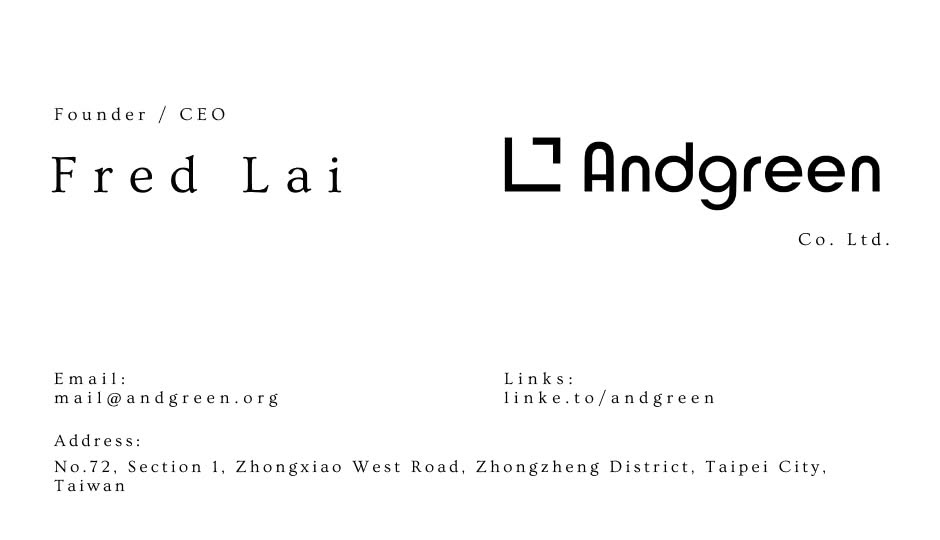 Founder / CEO
Fred Lai
Andgreen
Co. Ltd.
Email:
mail@andgreen.org
Links:
linke.to/andgreen
Address:
No.72, Section 1, Zhongxiao West Road, Zhongzheng District, Taipei City,
Taiwan